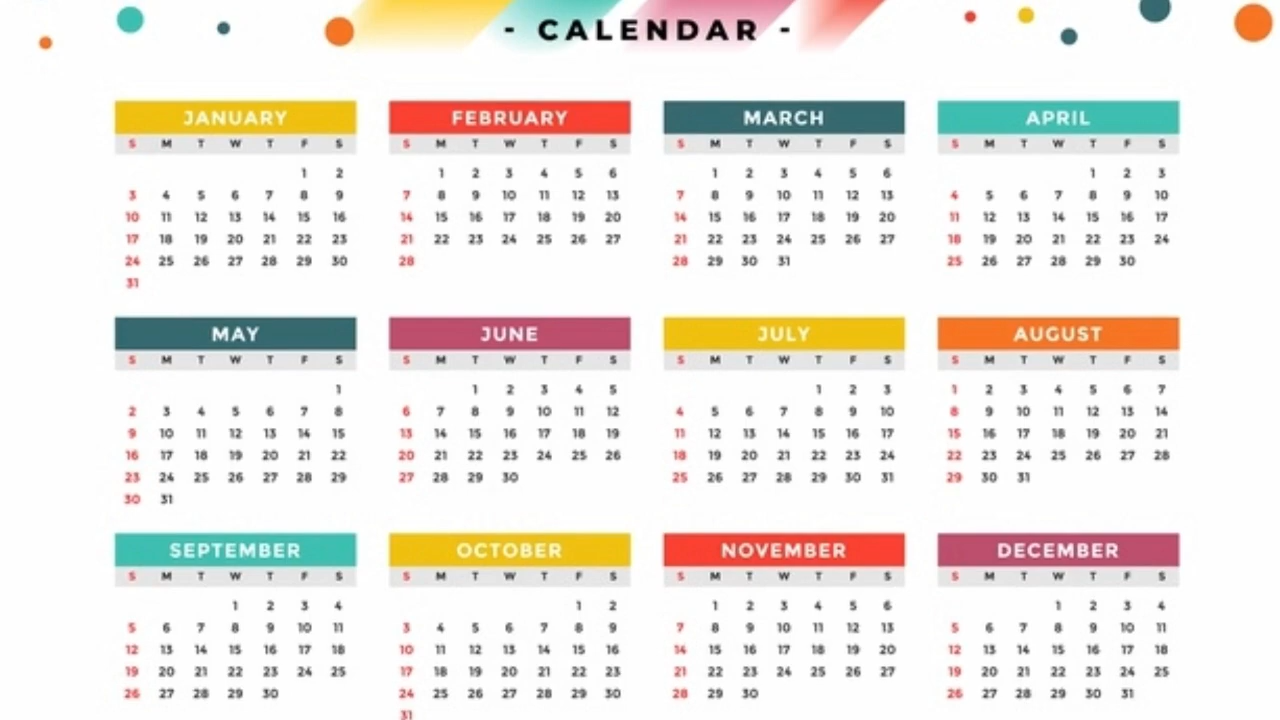 - CALENDAR -
JANUARY FEBRUARY MARCH APRIL
S M T W T F S S M T W T F S S M T W T F S S M T W T F S
1 2 1 2 3 4 5 6 1 2 3 4 5 6 1 2 3
3 4 5 6 7 8 9 7 8 9 10 11 12 13 7 8 9 10 11 12 13 4 5 6 7 8 9 10
10 11 12 13 14 15 16 14 15 16 17 18 19 20 14 15 16 17 18 19 20 11 12 13 14 15 16 17
17 18 19 20 21 22 23 21 22 23 24 25 26 27 21 22 23 24 25 26 27 18 19 20 21 22 23 24
24 25 26 27 28 29 30 28 28 29 30 31 25 26 27 28 29 30
31
MAY JUNE JULY AUGUST
S M T W T F S S M T W T F S S M T W T F S S M T W T F S
1 1 2 3 4 5 1 2 3 1 2 3 4 5 6 7
2 3 4 5 6 7 8 6 7 8 9 10 11 12 4 5 6 7 8 9 10 8 9 10 11 12 13 14
9 10 11 12 13 14 15 13 14 15 16 17 18 19 11 12 13 14 15 16 17 15 16 17 18 19 20 21
16 17 18 19 20 21 22 20 21 22 23 24 25 26 18 19 20 21 22 23 24 22 23 24 25 26 27 28
23 24 25 26 27 28 29 27 28 29 30 25 26 27 28 29 30 31 29 30 31
30 31
SEPTEMBER OCTOBER NOVEMBER DECEMBER
S M T W T F S S M T W T F S S M T W T F S S M T W T F S
1 2 3 4 1 2 1 2 3 4 5 6 1 2 3 4
5 6 7 8 9 10 11 3 4 5 6 7 8 9 7 8 9 10 11 12 13 5 6 7 8 9 10 11
12 13 14 15 16 17 18 10 11 12 13 14 15 16 14 15 16 17 18 19 20 12 13 14 15 16 17 18
19 20 21 22 23 24 25 17 18 19 20 21 22 23 21 22 23 24 25 26 27 19 20 21 22 23 24 25
26 27 28 29 30 24 25 26 27 28 29 30 28 29 30 26 27 28 29 30 31
31